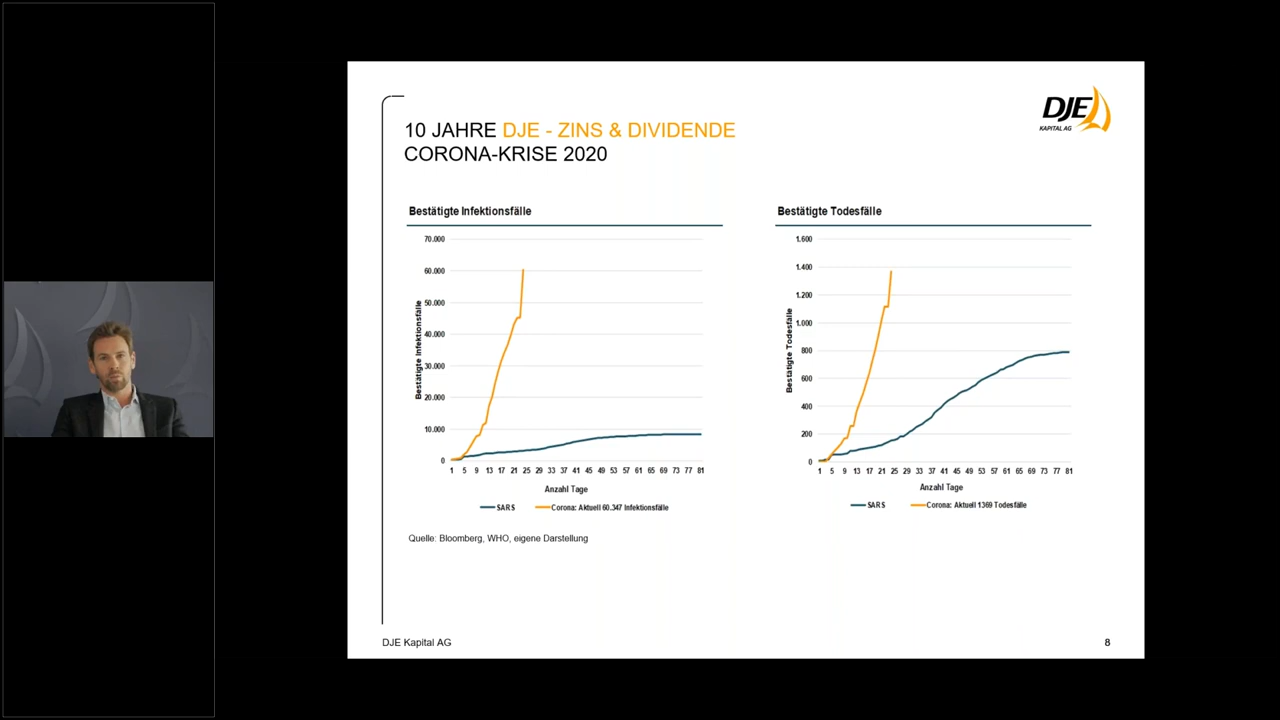 10 JAHRE DJE - ZINS & DIVIDENDE
CORONA-KRISE 2020
DJE
KAPITAL AG
Bestätigte Infektionsfälle
70.000
60.000
50.000
40.000
30.000
20.000
10.000
0
Bestätigte Infektionsfälle
1 5 9 13 17 21 25 29 33 37 41 45 49 53 57 61 65 69 73 77 81
Anzahl Tage
SARS Corona: Aktuell 60.347 Infektionsfälle
Bestätigte Todesfälle
1.600
1.400
1.200
1.000
800
600
400
200
0
Bestätigte Todesfälle
1 5 9 13 17 21 25 29 33 37 41 45 49 53 57 61 65 69 73 77 81
Anzahl Tage
SARS Corona: Aktuell 1369 Todesfälle
Quelle: Bloomberg, WHO, eigene Darstellung
DJE Kapital AG
8